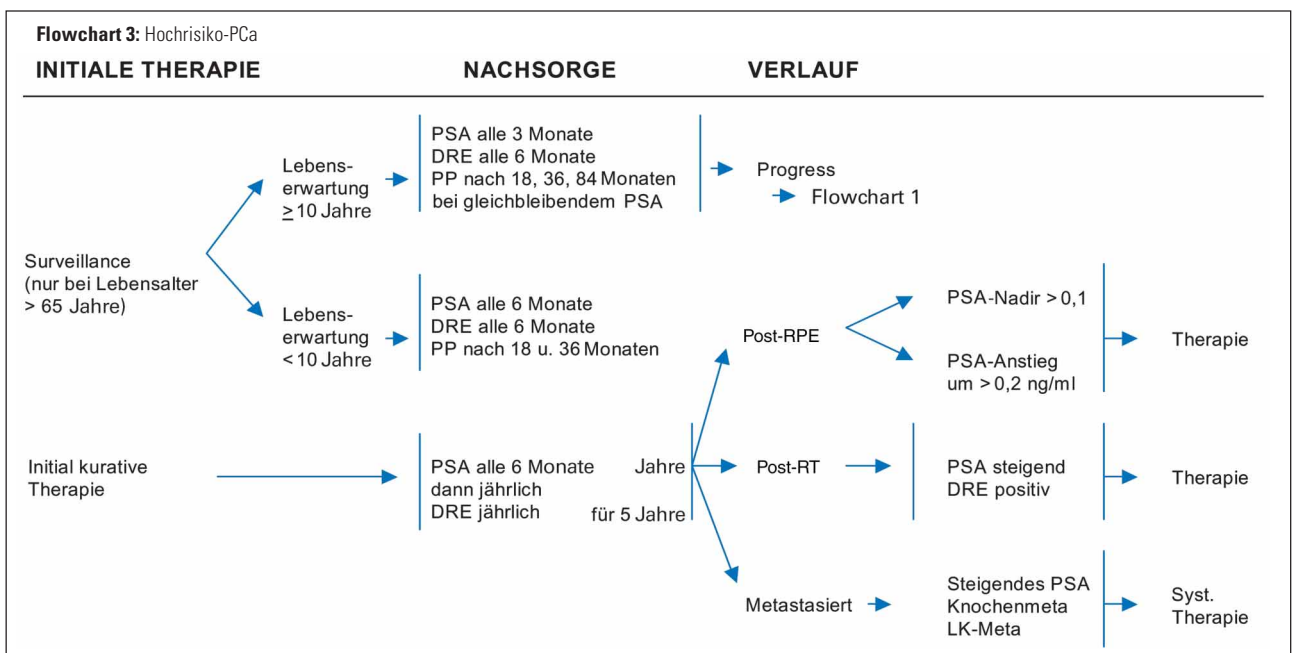 Flowchart 3: Hochrisiko-PCa
INITIALE THERAPIE
NACHSORGE
VERLAUF
Surveillance
(nur bei Lebensalter
> 65 Jahre)
Lebens-
erwartung
≥10 Jahre
PSA alle 3 Monate
DRE alle 6 Monate
PP nach 18, 36, 84 Monaten
bei gleichbleibendem PSA
Progress
Flowchart 1
Lebens-
erwartung
<10 Jahre
PSA alle 6 Monate
DRE alle 6 Monate
PP nach 18 u. 36 Monaten
Initial kurative
Therapie
PSA alle 6 Monate Jahre
dann jährlich
DRE jährlich für 5 Jahre
Post-RPE
PSA-Nadir > 0,1
PSA-Anstieg
um > 0,2 ng/ml
Therapie
Post-RT
PSA steigend
DRE positiv
Therapie
Metastasiert
Steigendes PSA
Knochenmeta
LK-Meta
Syst.
Therapie